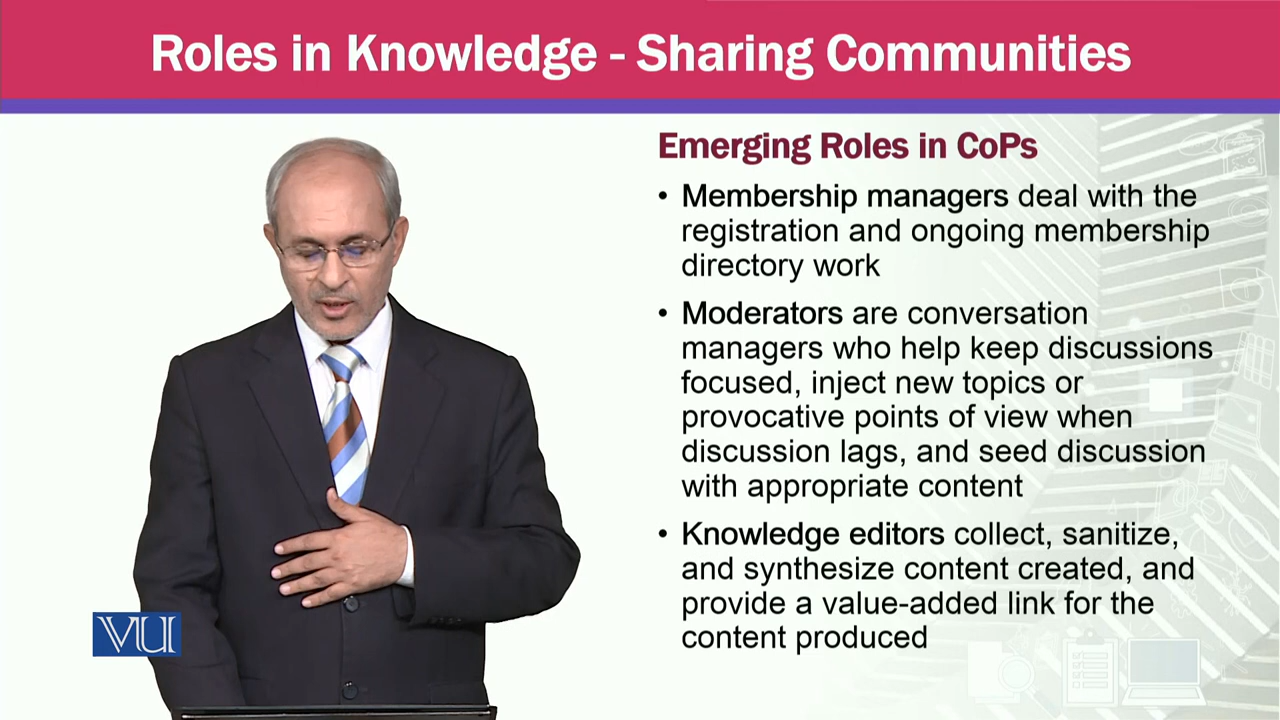 Roles in Knowledge - Sharing Communities
Emerging Roles in CoPs
• Membership managers deal with the
registration and ongoing membership
directory work
• Moderators are conversation
managers who help keep discussions
focused, inject new topics or
provocative points of view when
discussion lags, and seed discussion
with appropriate content
• Knowledge editors collect, sanitize,
and synthesize content created, and
provide a value-added link for the
content produced
VU